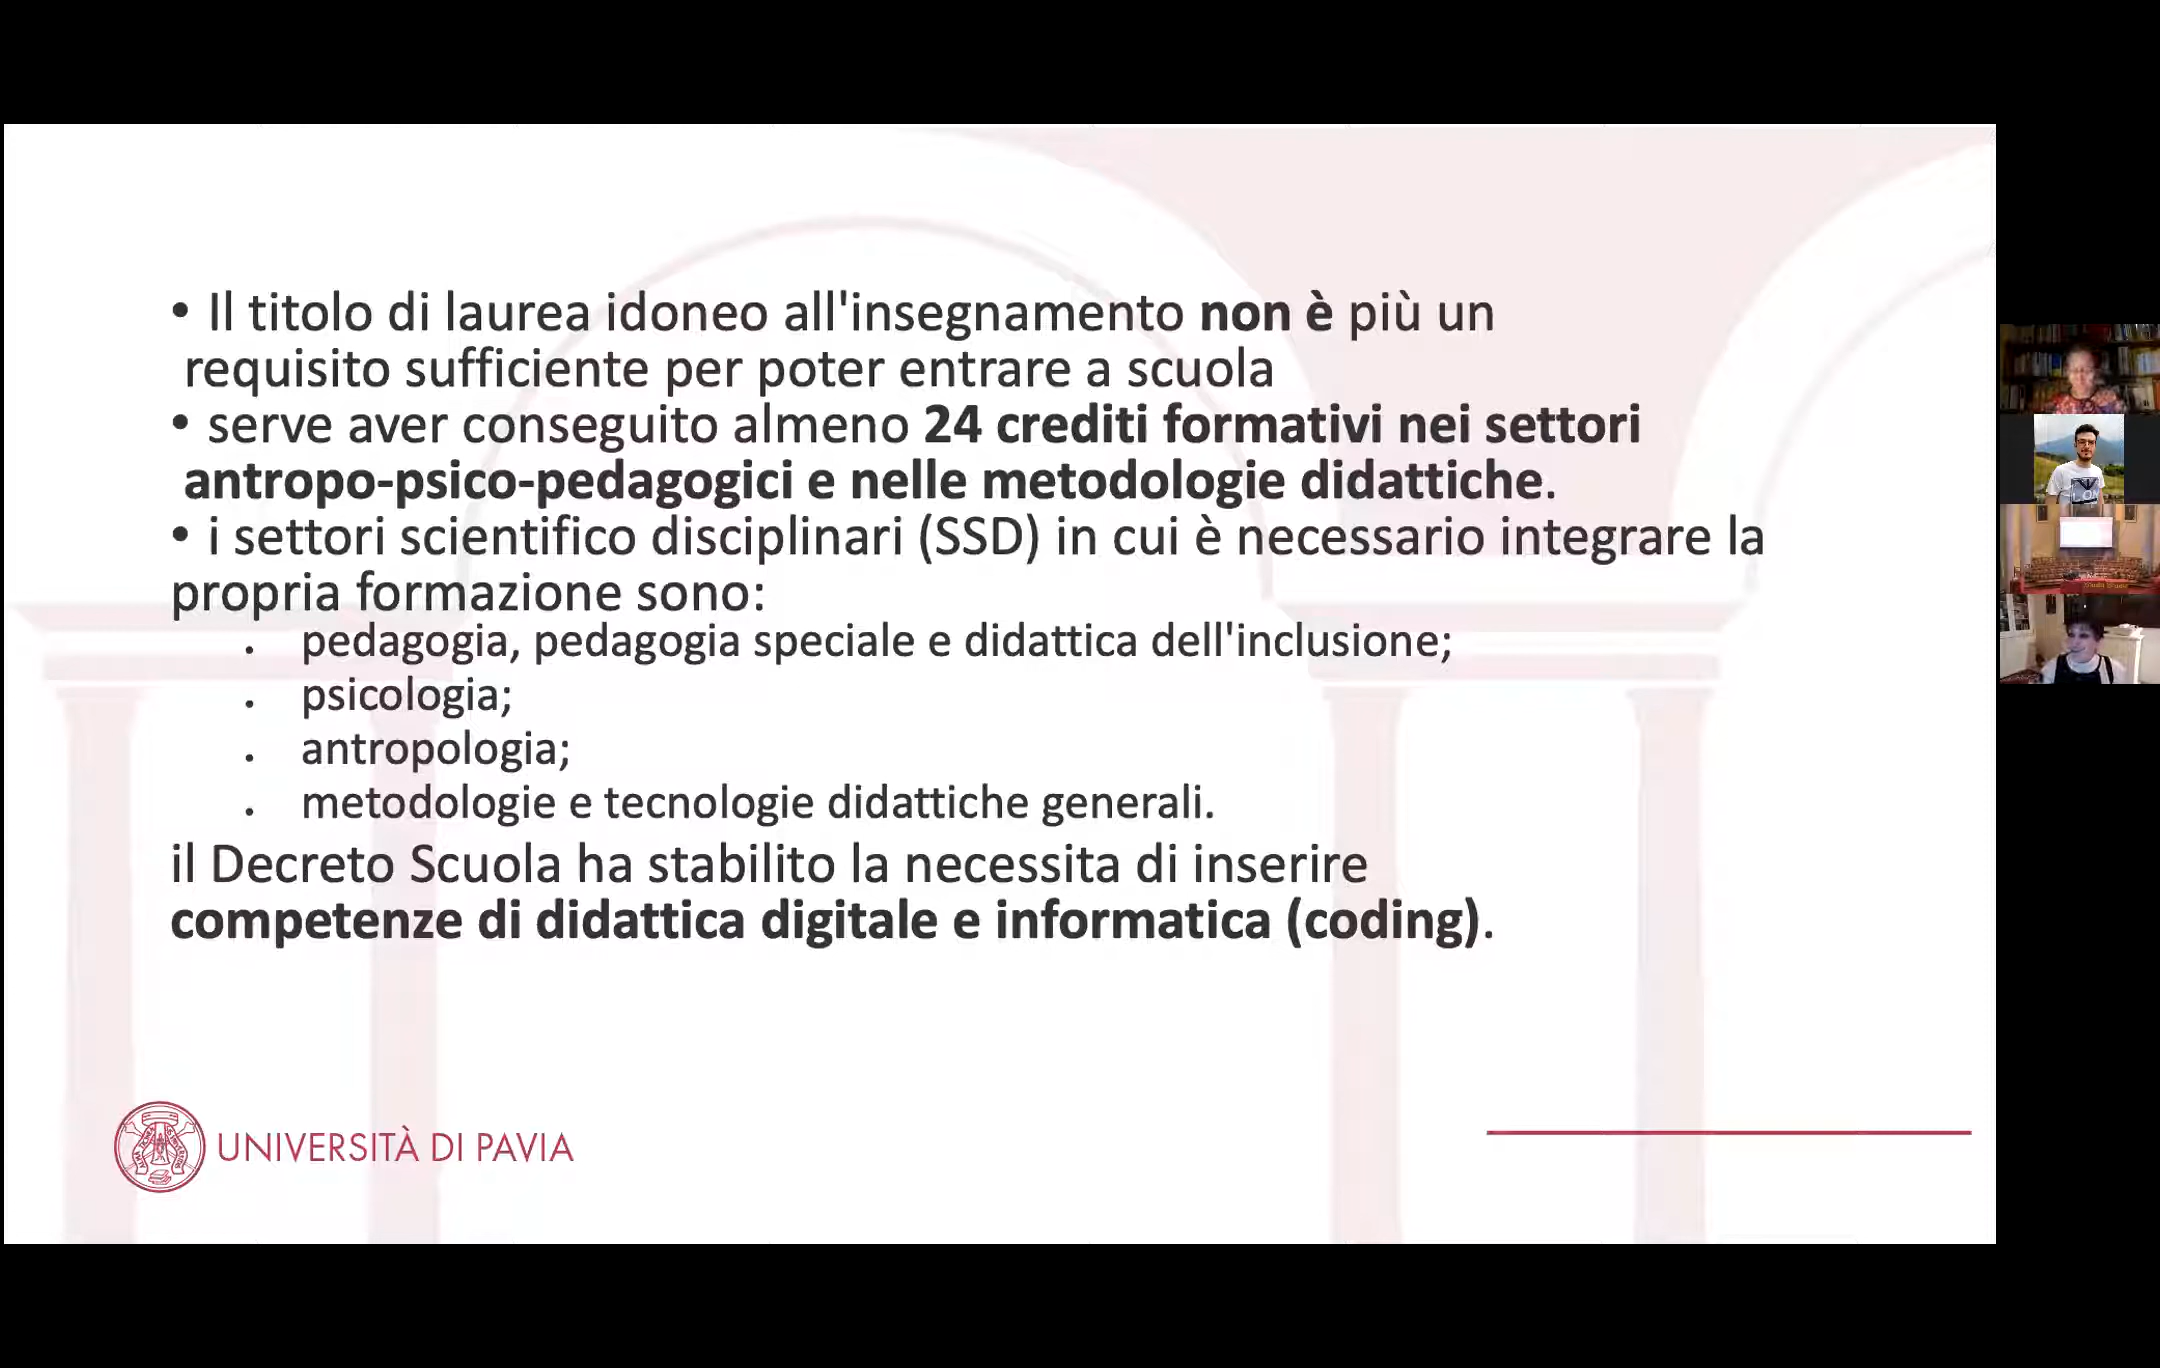 • Il titolo di laurea idoneo all'insegnamento non è più un
requisito sufficiente per poter entrare a scuola
• serve aver conseguito almeno 24 crediti formativi nei settori
antropo-psico-pedagogici e nelle metodologie didattiche.
• i settori scientifico disciplinari (SSD) in cui è necessario integrare la
propria formazione sono:
• pedagogia, pedagogia speciale e didattica dell'inclusione;
• psicologia;
• antropologia;
• metodologie e tecnologie didattiche generali.
il Decreto Scuola ha stabilito la necessita di inserire
competenze di didattica digitale e informatica (coding).
UNIVERSITÀ DI PAVIA